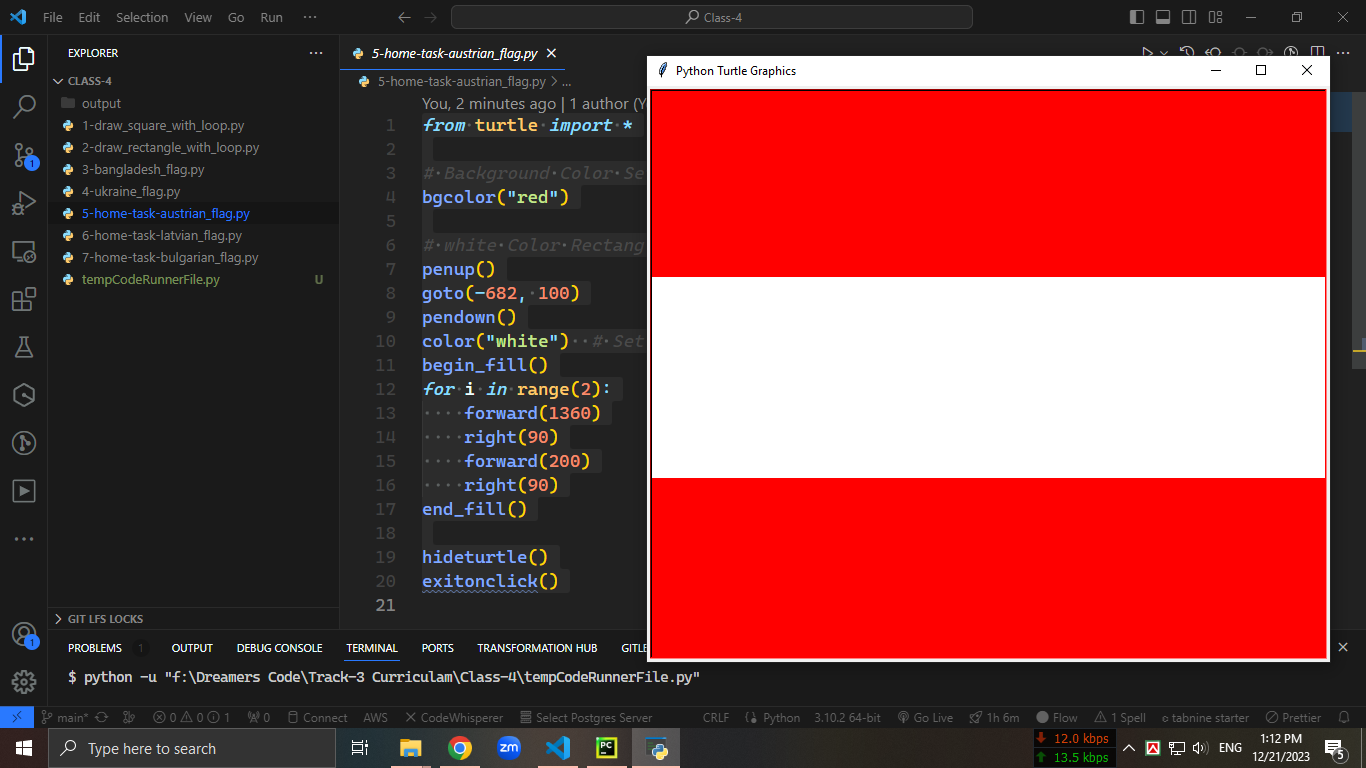 File Edit Selection View Go Run ··· Class-4
EXPLORER ···
CLASS-4
output
1-draw_square_with_loop.py
2-draw_rectangle_with_loop.py
3-bangladesh_flag.py
4-ukraine_flag.py
5-home-task-austrian_flag.py
6-home-task-latvian_flag.py
7-home-task-bulgarian_flag.py
tempCodeRunnerFile.py U
GIT LFS LOCKS
5-home-task-austrian_flag.py
5-home-task-austrian_flag.py > ...
You, 2 minutes ago | 1 author (Y
1 from turtle import *
2
3 # Background Color Se
4 bgcolor("red")
5
6 # white Color Rectang
7 penup()
8 goto(-682, 100)
9 pendown()
10 color("white")  # Set
11 begin_fill()
12 for i in range(2):
13     forward(1360)
14     right(90)
15     forward(200)
16     right(90)
17 end_fill()
18
19 hideturtle()
20 exitonclick()
21
Python Turtle Graphics
PROBLEMS 1 OUTPUT DEBUG CONSOLE TERMINAL PORTS TRANSFORMATION HUB GITLE
$ python -u "f:\Dreamers Code\Track-3 Curriculam\Class-4\tempCodeRunnerFile.py"
1
1
main* 0 0 1 0 Connect AWS CodeWhisperer Select Postgres Server CRLF Python 3.10.2 64-bit Go Live 1h 6m Flow 1 Spell tabnine starter Prettier
Type here to search
zm
PC
12.0 kbps
13.5 kbps
ENG
1:12 PM
12/21/2023
5